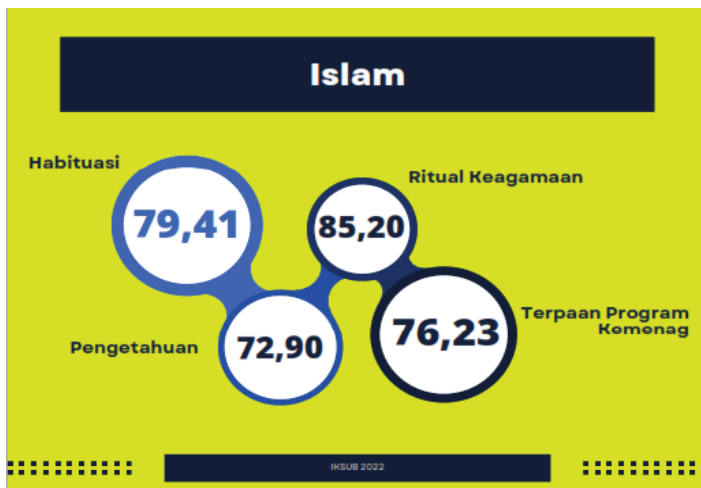 Islam
Habituasi
79,41
Pengetahuan
72,90
85,20
Ritual Keagamaan
76,23
Terpaan Program
Kemenag
IKSUB 2022